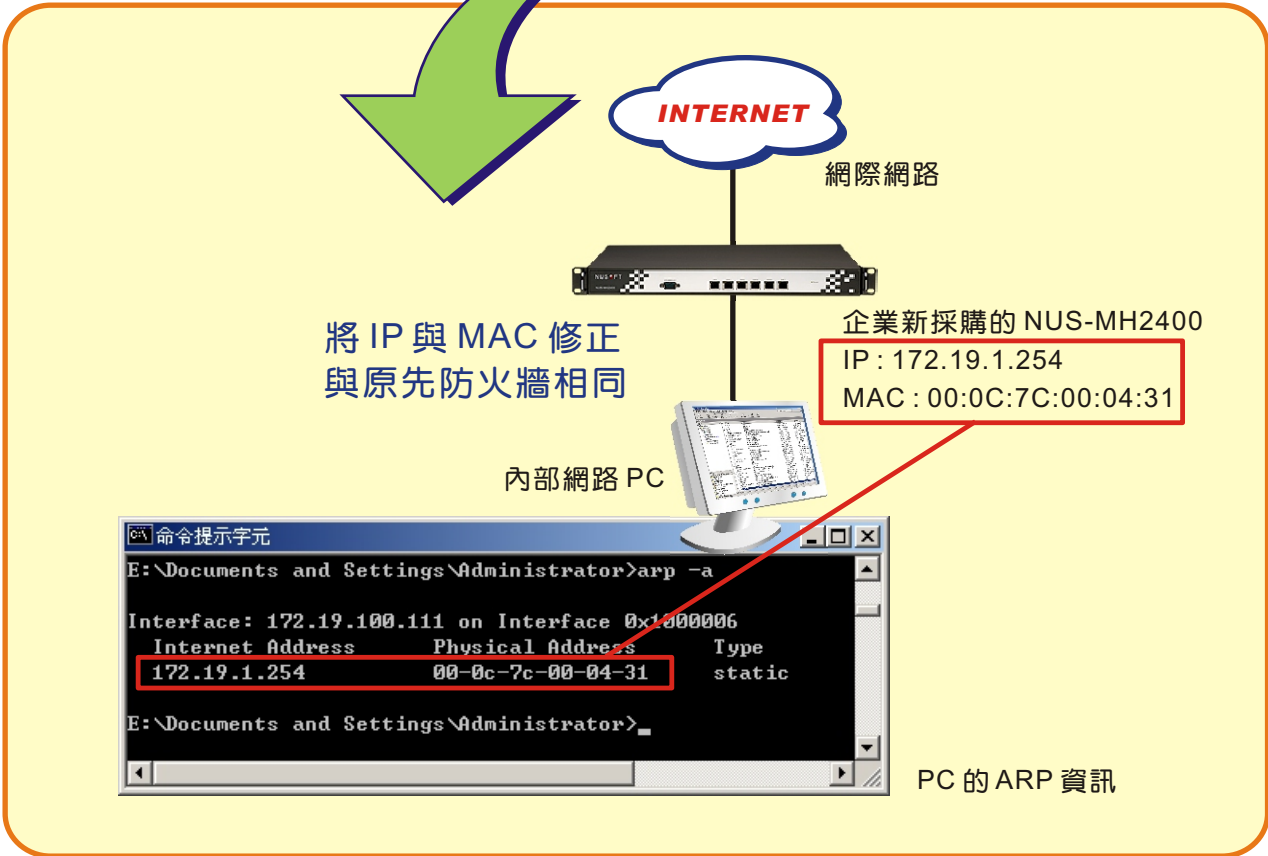 INTERNET
網際網路
NUSOFT
將 IP 與 MAC 修正
與原先防火牆相同
企業新採購的 NUS-MH2400
IP : 172.19.1.254
MAC : 00:0C:7C:00:04:31
內部網路 PC
命令提示字元
E:\Documents and Settings\Administrator>arp -a
Interface: 172.19.100.111 on Interface 0x1000006
Internet Address Physical Address Type
172.19.1.254 00-0c-7c-00-04-31 static
E:\Documents and Settings\Administrator>_
PC 的 ARP 資訊